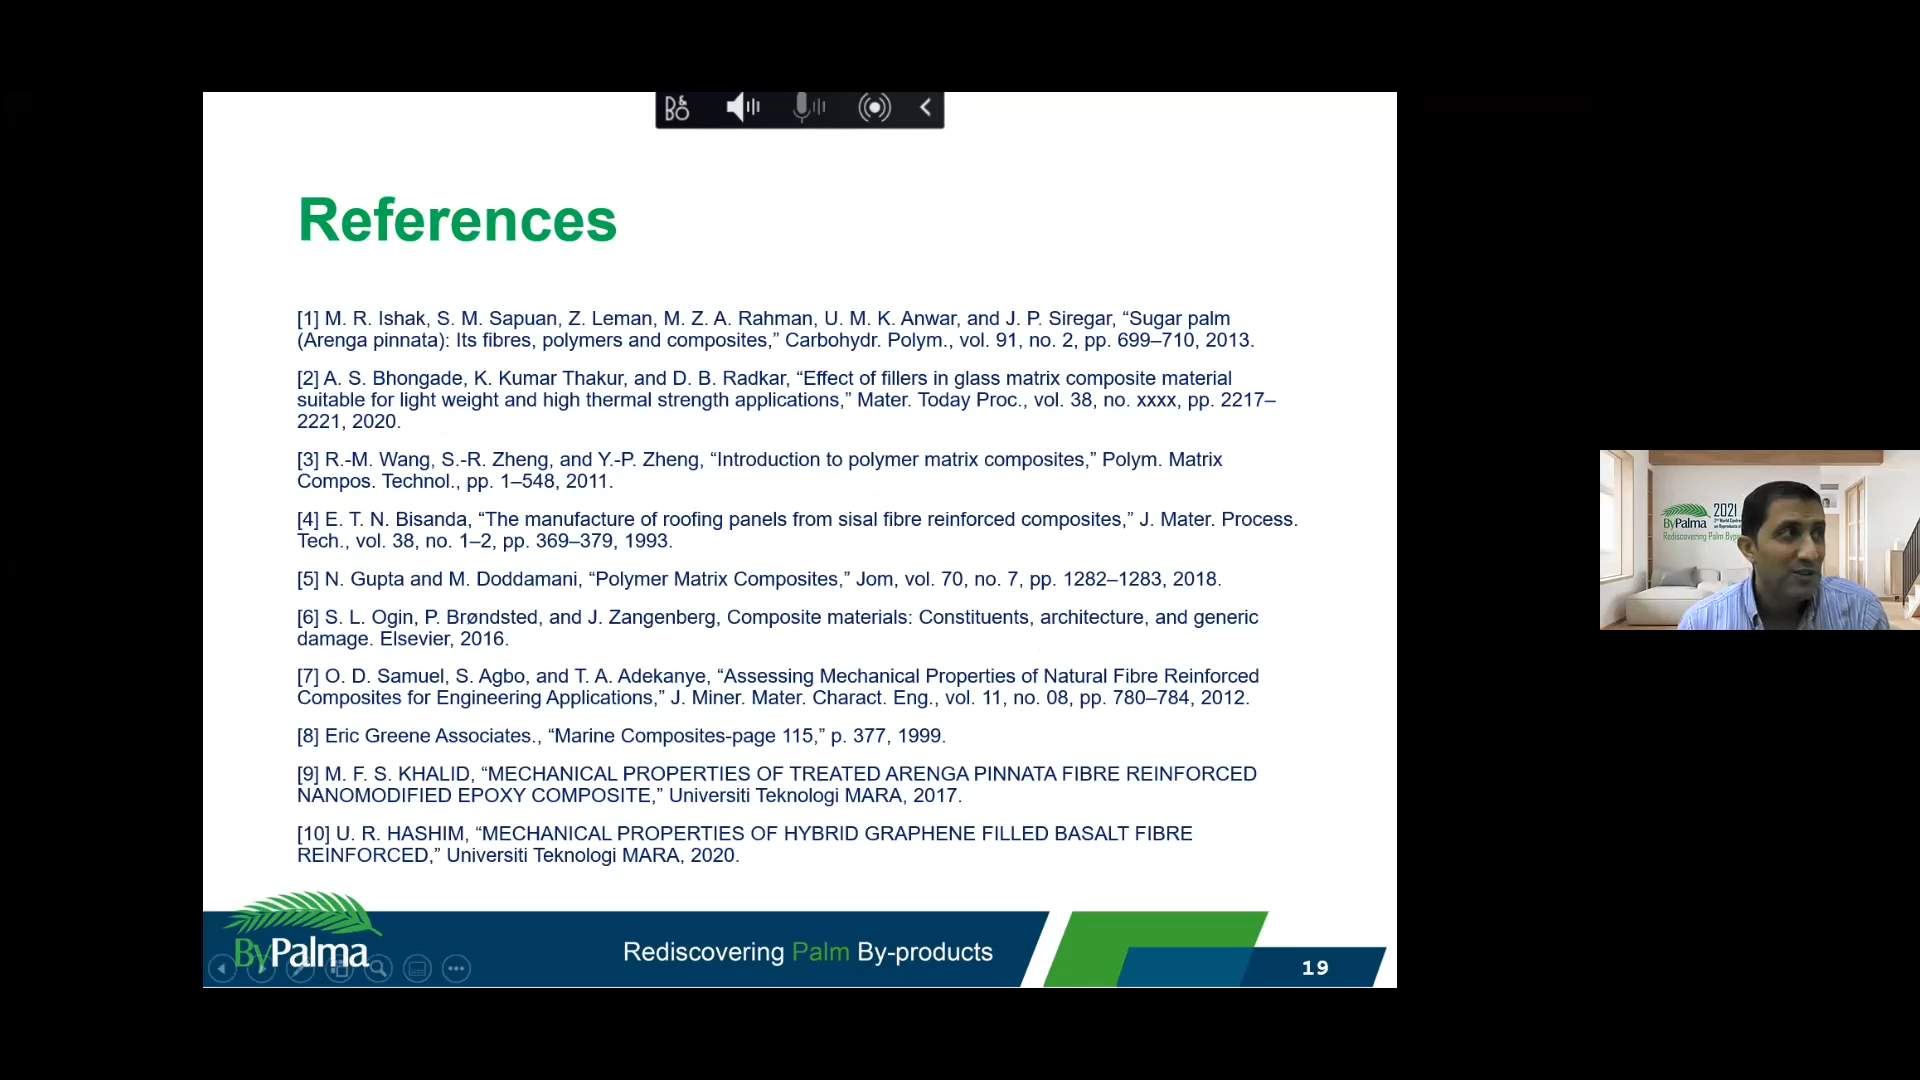 B&O
References
[1] M. R. Ishak, S. M. Sapuan, Z. Leman, M. Z. A. Rahman, U. M. K. Anwar, and J. P. Siregar, “Sugar palm
(Arenga pinnata): Its fibres, polymers and composites,” Carbohydr. Polym., vol. 91, no. 2, pp. 699–710, 2013.
[2] A. S. Bhongade, K. Kumar Thakur, and D. B. Radkar, “Effect of fillers in glass matrix composite material
suitable for light weight and high thermal strength applications,” Mater. Today Proc., vol. 38, no. xxxx, pp. 2217–
2221, 2020.
[3] R.-M. Wang, S.-R. Zheng, and Y.-P. Zheng, “Introduction to polymer matrix composites,” Polym. Matrix
Compos. Technol., pp. 1–548, 2011.
[4] E. T. N. Bisanda, “The manufacture of roofing panels from sisal fibre reinforced composites,” J. Mater. Process.
Tech., vol. 38, no. 1–2, pp. 369–379, 1993.
[5] N. Gupta and M. Doddamani, “Polymer Matrix Composites,” Jom, vol. 70, no. 7, pp. 1282–1283, 2018.
[6] S. L. Ogin, P. Brøndsted, and J. Zangenberg, Composite materials: Constituents, architecture, and generic
damage. Elsevier, 2016.
[7] O. D. Samuel, S. Agbo, and T. A. Adekanye, “Assessing Mechanical Properties of Natural Fibre Reinforced
Composites for Engineering Applications,” J. Miner. Mater. Charact. Eng., vol. 11, no. 08, pp. 780–784, 2012.
[8] Eric Greene Associates., “Marine Composites-page 115,” p. 377, 1999.
[9] M. F. S. KHALID, “MECHANICAL PROPERTIES OF TREATED ARENGA PINNATA FIBRE REINFORCED
NANOMODIFIED EPOXY COMPOSITE,” Universiti Teknologi MARA, 2017.
[10] U. R. HASHIM, “MECHANICAL PROPERTIES OF HYBRID GRAPHENE FILLED BASALT FIBRE
REINFORCED,” Universiti Teknologi MARA, 2020.
ByPalma
Rediscovering Palm By-products
19
ByPalma 2021
Rediscovering Palm